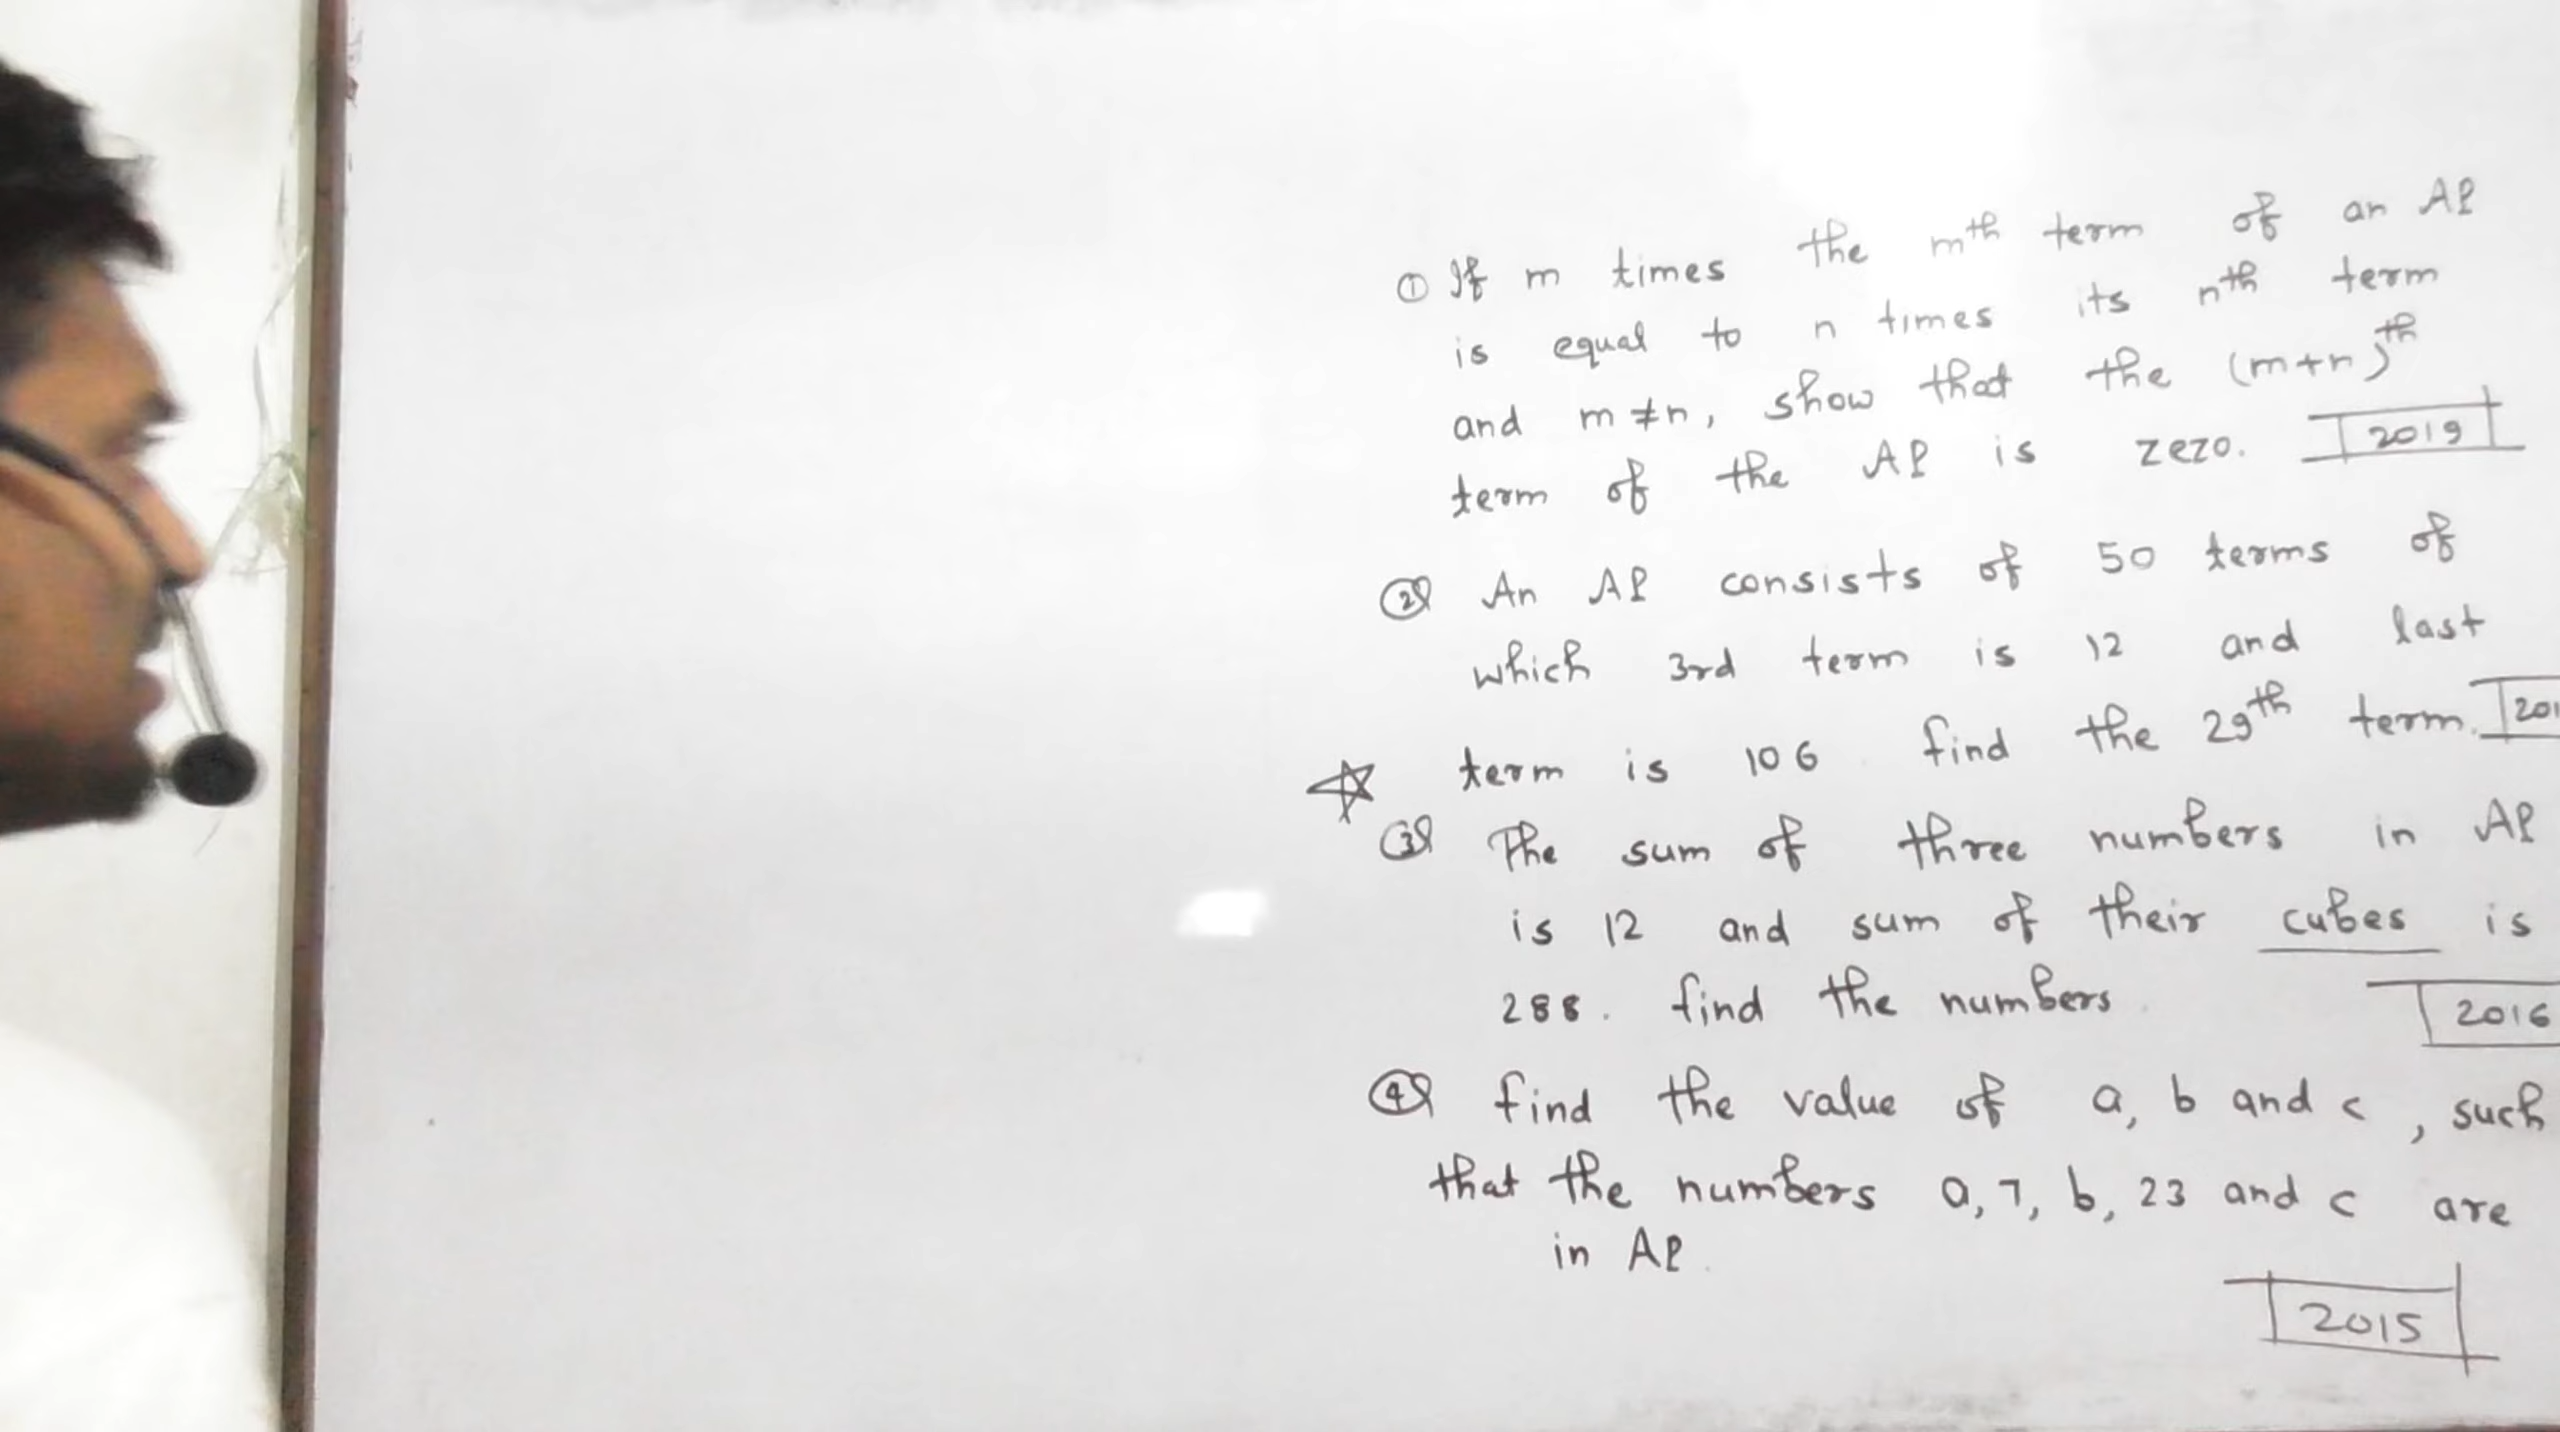 ① If m times the mth term of an AP
is equal to n times its nth term
and m ≠ n, show that the (m+n)th
term of the AP is zezo. 2019
② An AP consists of 50 terms of
which 3rd term is 12 and last
term is 106 find the 29th term. 201
③ The sum of three numbers in AP
is 12 and sum of their cubes is
288. find the numbers
2016
④ find the value of a, b and c, such
that the numbers a, 7, b, 23 and c are
in AP.
2015